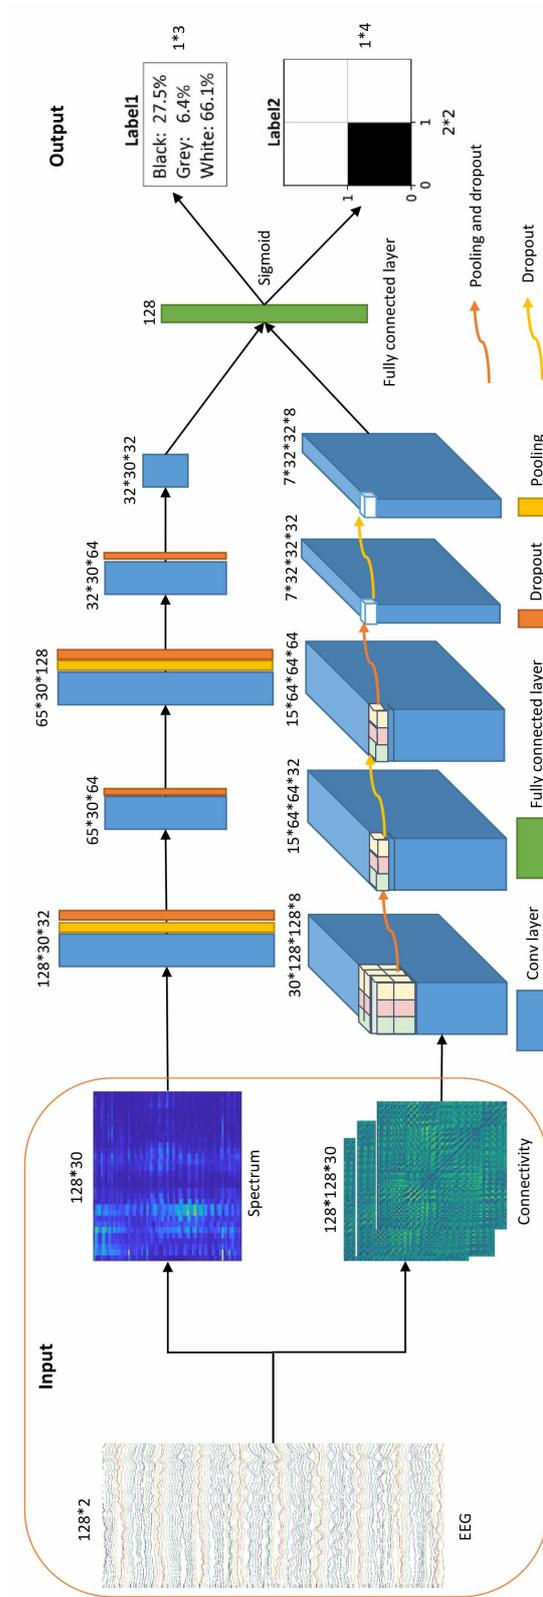 Input
128*2
EEG
128*30
Spectrum
128*128*30
Connectivity
128*30*32
65*30*64
65*30*128
32*30*64
32*30*32
30*128*128*8
15*64*64*32
15*64*64*64
7*32*32*32
7*32*32*8
128
Sigmoid
Fully connected layer
Output
Label1
Black: 27.5%
Grey: 6.4%
White: 66.1%
1*3
Label2
1
0
0
1
2*2
1*4
Conv layer
Fully connected layer
Dropout
Pooling
Pooling and dropout
Dropout